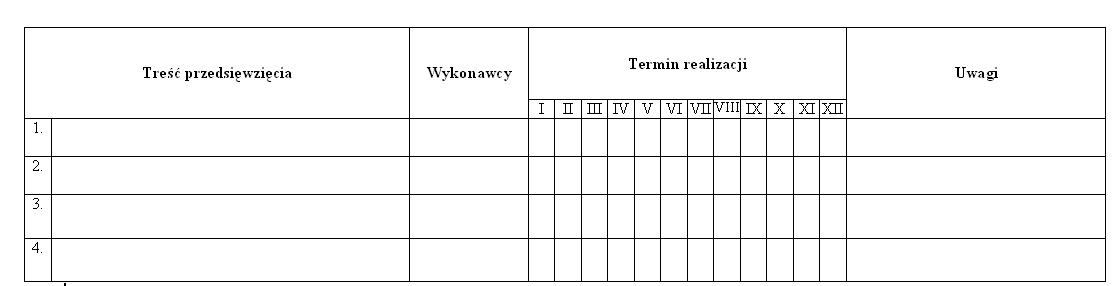 Treść przedsięwzięcia Wykonawcy Termin realizacji Uwagi
I II III IV V VI VII VIII IX X XI XII
1.
2.
3.
4.